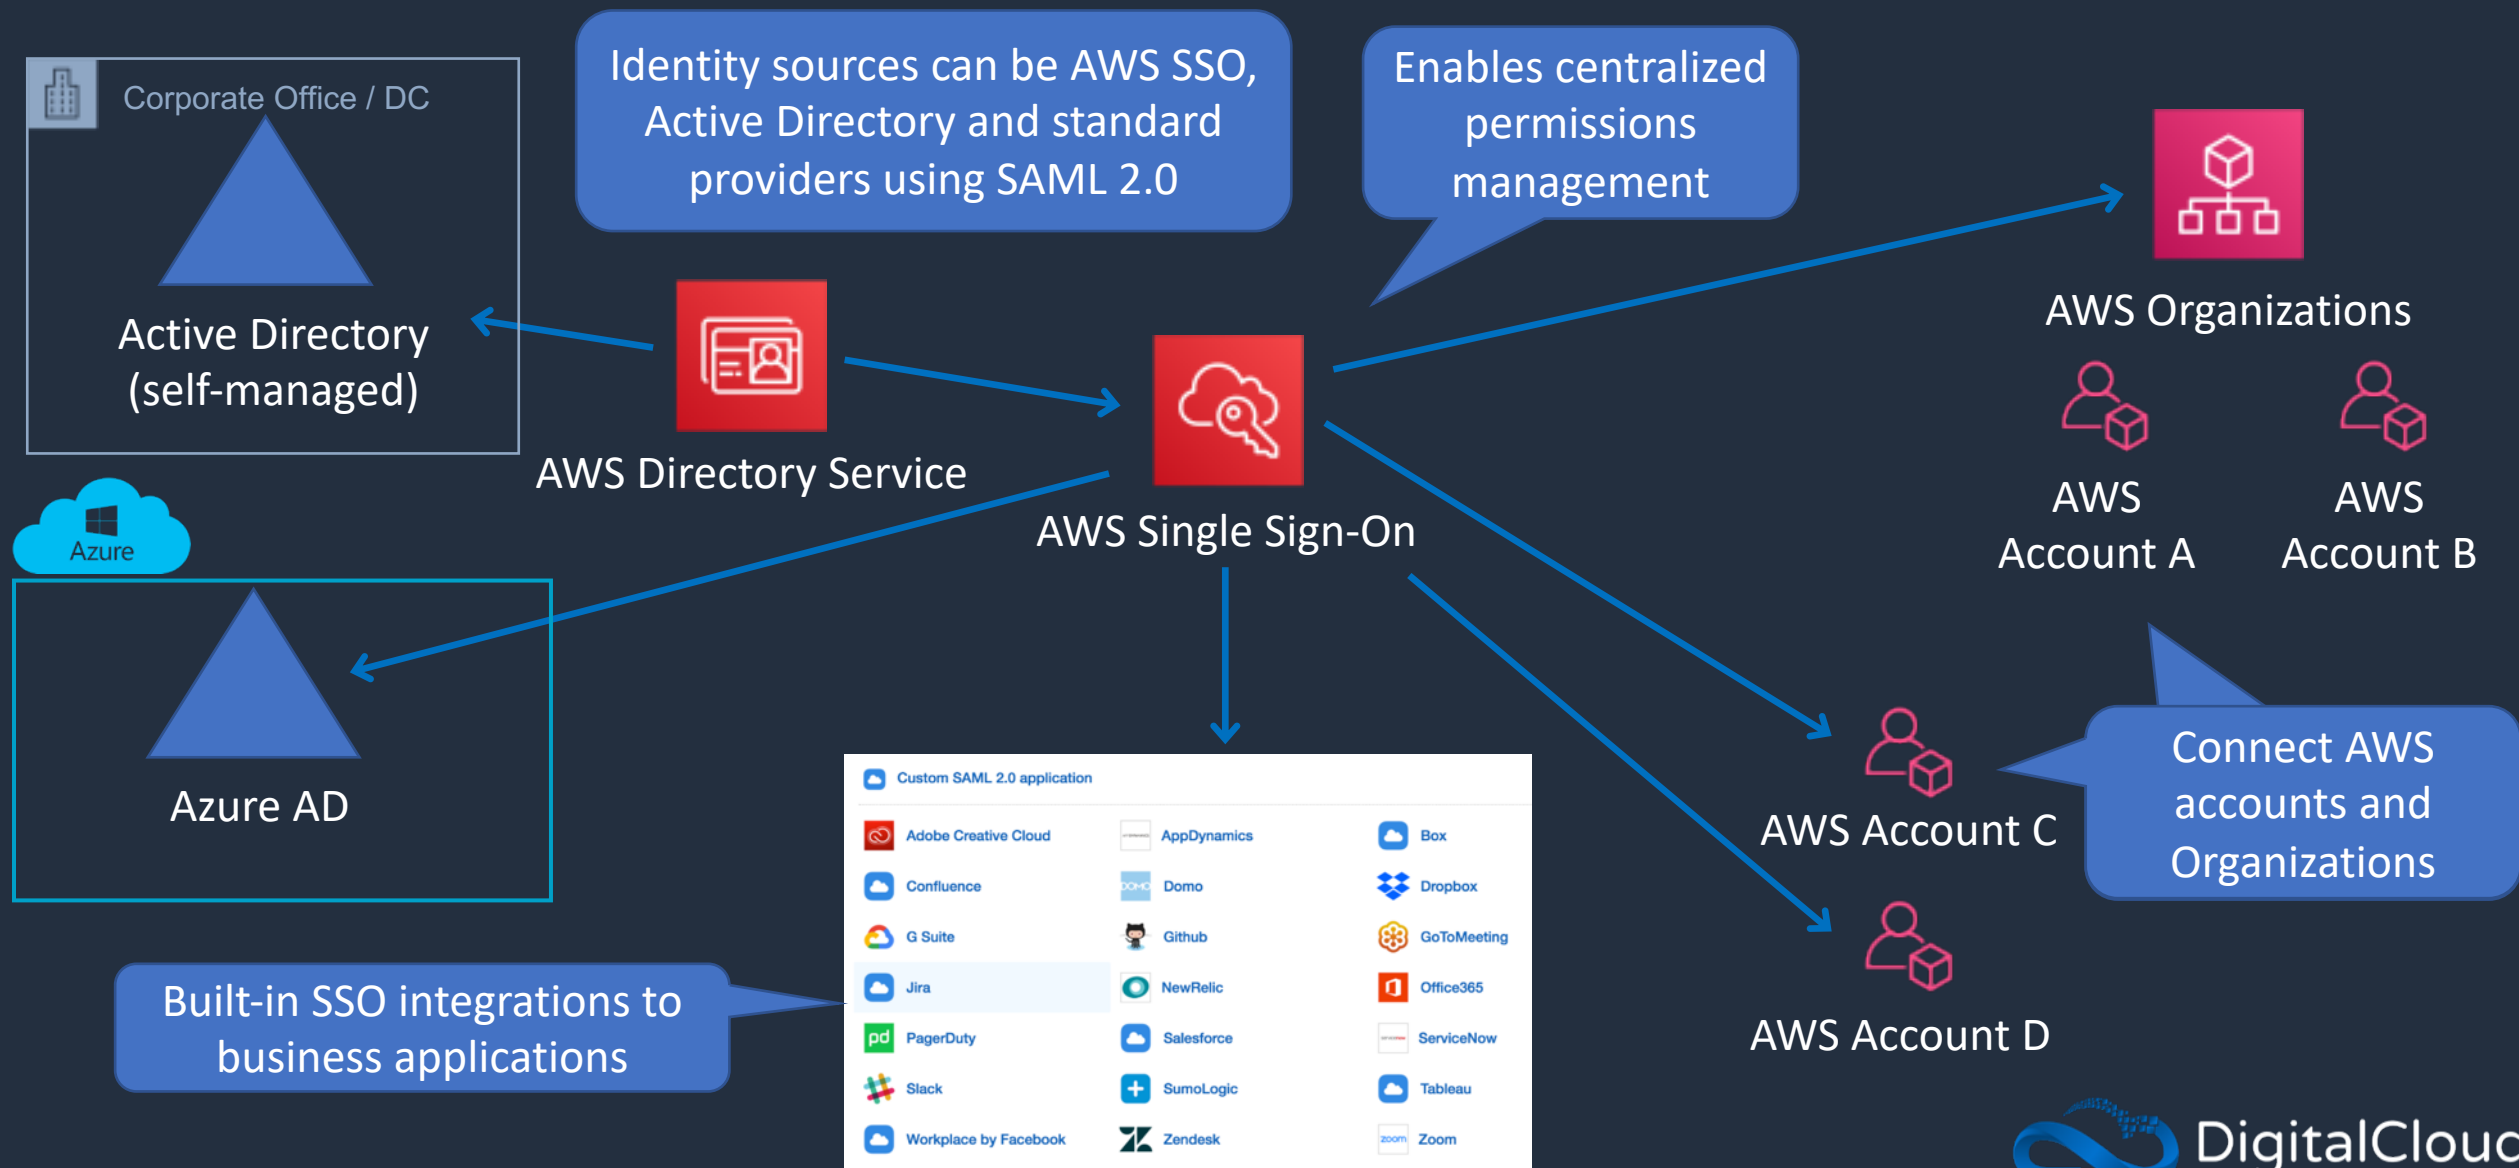 Corporate Office / DC
Active Directory
(self-managed)
Identity sources can be AWS SSO,
Active Directory and standard
providers using SAML 2.0
Enables centralized
permissions
management
AWS Organizations
AWS
Account A
AWS
Account B
AWS Directory Service
AWS Single Sign-On
Azure
Azure AD
Connect AWS
accounts and
Organizations
AWS Account C
AWS Account D
Built-in SSO integrations to
business applications
Custom SAML 2.0 application
Adobe Creative Cloud
AppDynamics
Box
Confluence
DOMO
Domo
Dropbox
G Suite
Github
GoToMeeting
Jira
NewRelic
Office365
pd
PagerDuty
Salesforce
ServiceNow
Slack
SumoLogic
Tableau
Workplace by Facebook
Zendesk
zoom
Zoom
DigitalCloud